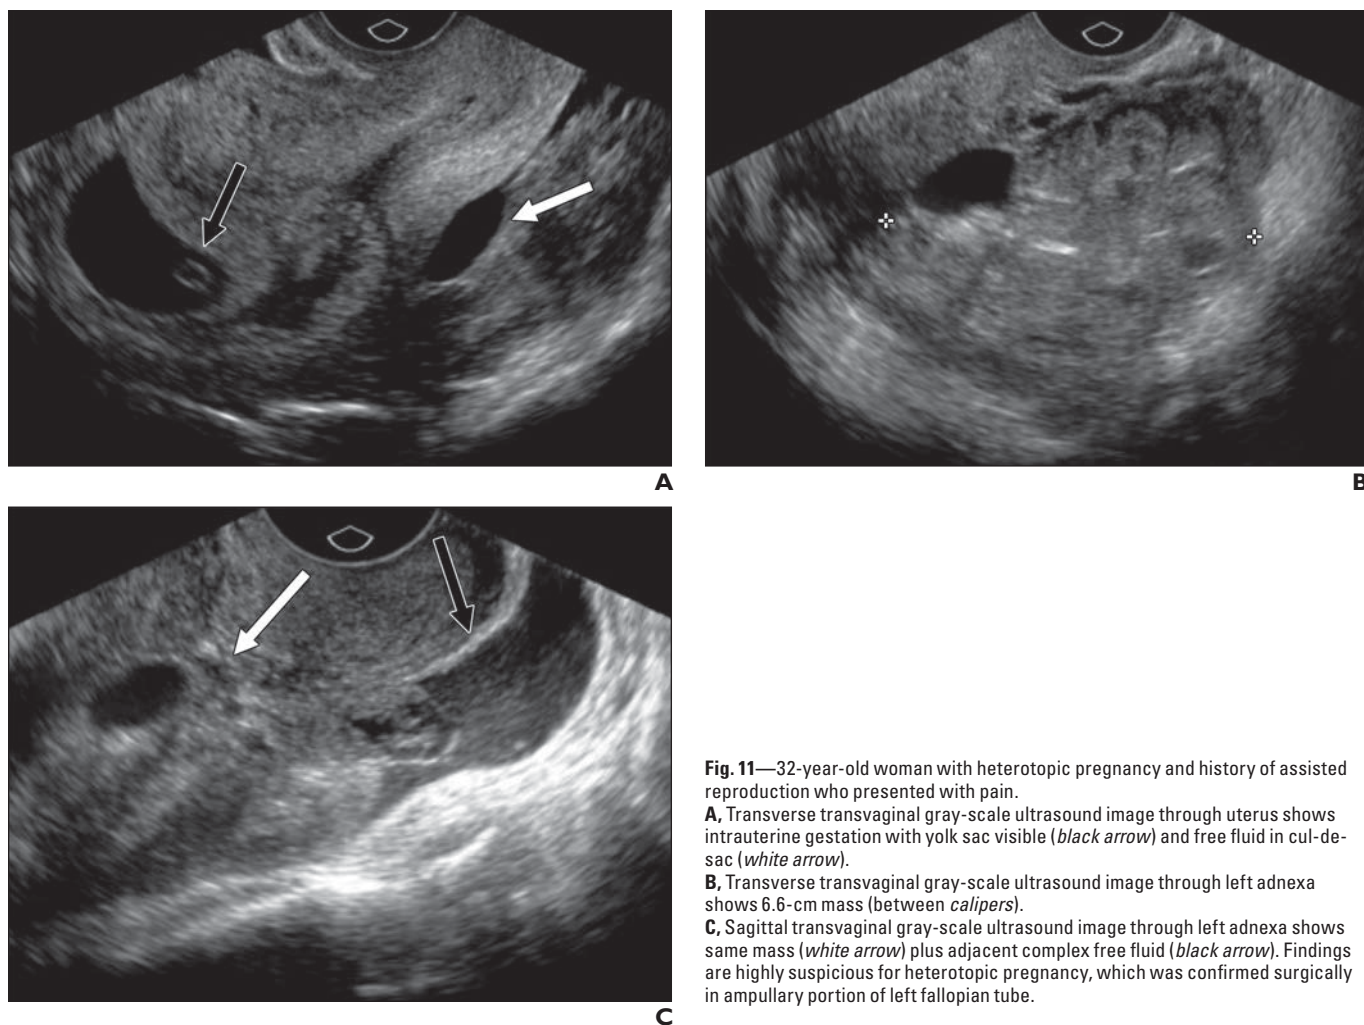 A
B
C
Fig. 11—32-year-old woman with heterotopic pregnancy and history of assisted
reproduction who presented with pain.
A, Transverse transvaginal gray-scale ultrasound image through uterus shows
intrauterine gestation with yolk sac visible (black arrow) and free fluid in cul-de-
sac (white arrow).
B, Transverse transvaginal gray-scale ultrasound image through left adnexa
shows 6.6-cm mass (between calipers).
C, Sagittal transvaginal gray-scale ultrasound image through left adnexa shows
same mass (white arrow) plus adjacent complex free fluid (black arrow). Findings
are highly suspicious for heterotopic pregnancy, which was confirmed surgically
in ampullary portion of left fallopian tube.